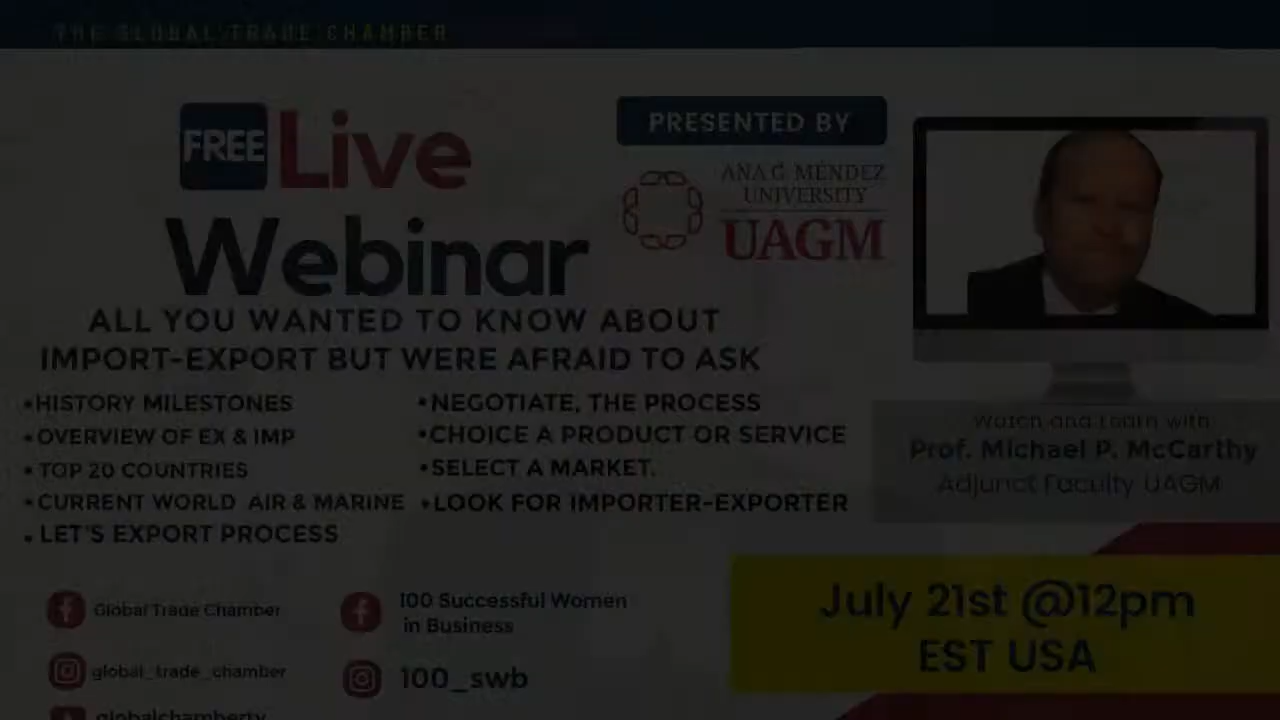 THE GLOBAL TRADE CHAMBER
FREE Live
Webinar
PRESENTED BY
ANA G. MÉNDEZ
UNIVERSITY
UAGM
ALL YOU WANTED TO KNOW ABOUT
IMPORT-EXPORT BUT WERE AFRAID TO ASK
•HISTORY MILESTONES
•OVERVIEW OF EX & IMP
•TOP 20 COUNTRIES
•CURRENT WORLD AIR & MARINE
•LET'S EXPORT PROCESS
•NEGOTIATE, THE PROCESS
•CHOICE A PRODUCT OR SERVICE
•SELECT A MARKET.
•LOOK FOR IMPORTER-EXPORTER
Watch and Learn with
Prof. Michael P. McCarthy
Adjunct Faculty UAGM
July 21st @12pm
EST USA
Global Trade Chamber
global_trade_chamber
globalchambertv
100 Successful Women
in Business
100_swb